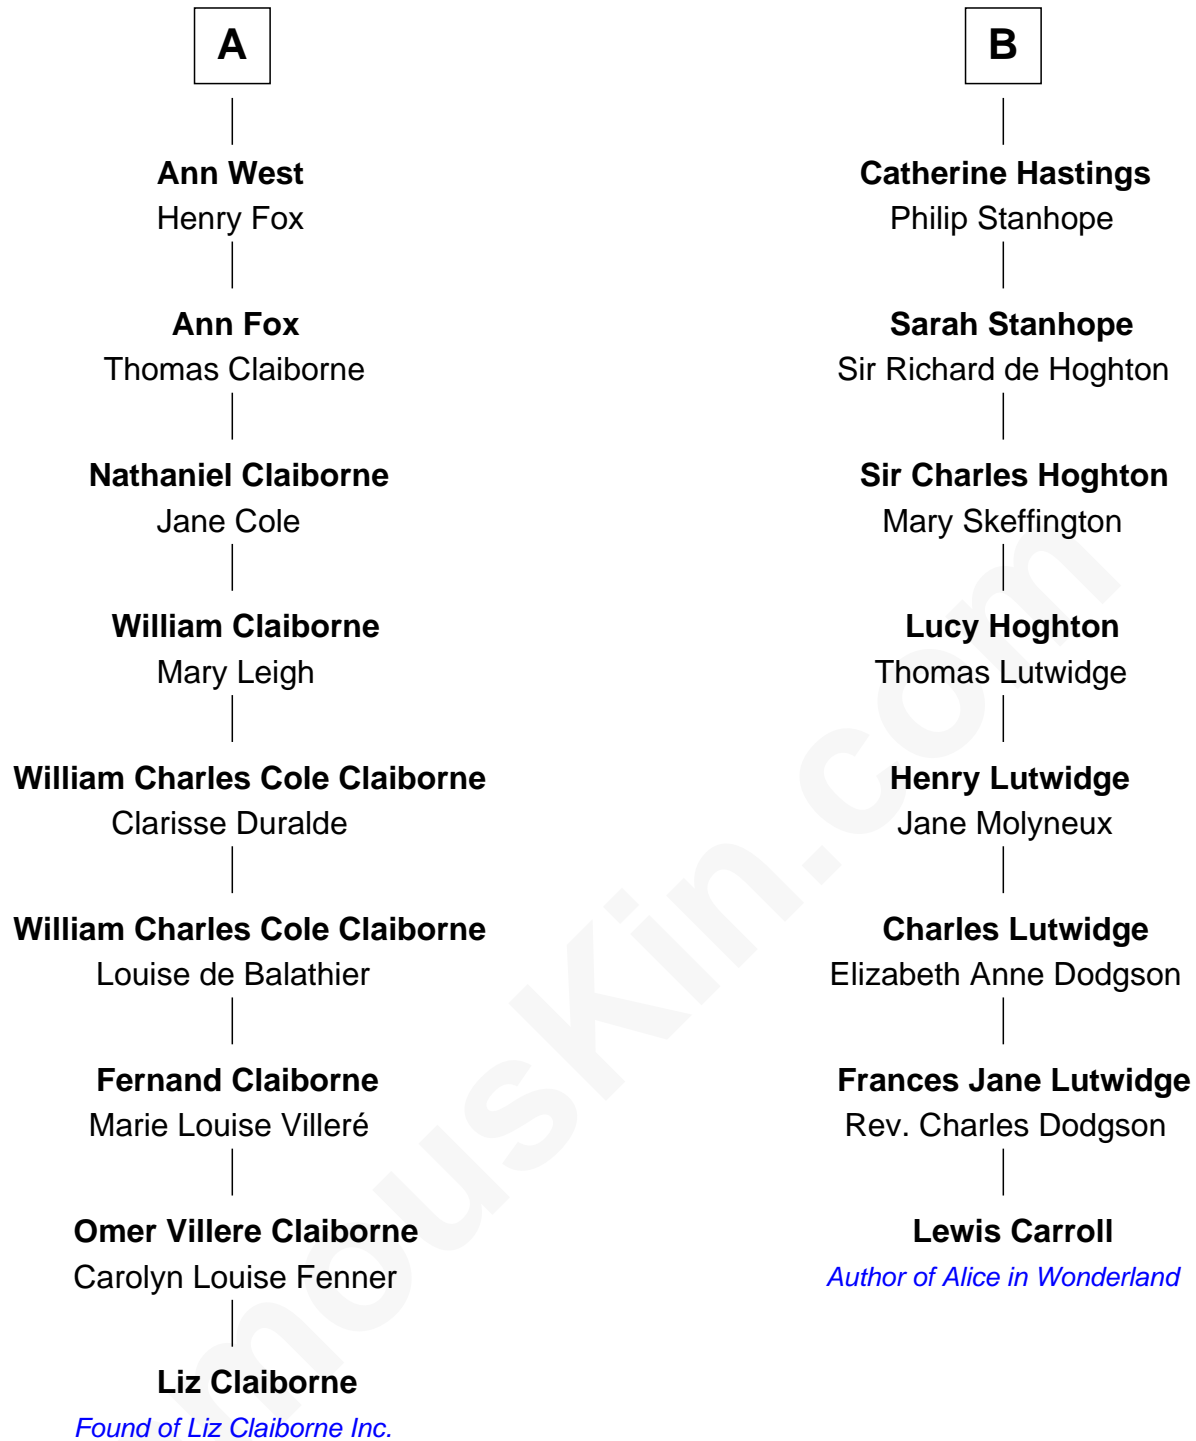 A
Ann West
Henry Fox
Ann Fox
Thomas Claiborne
Nathaniel Claiborne
Jane Cole
William Claiborne
Mary Leigh
William Charles Cole Claiborne
Clarisse Duralde
William Charles Cole Claiborne
Louise de Balathier
Fernand Claiborne
Marie Louise Villeré
Omer Villere Claiborne
Carolyn Louise Fenner
Liz Claiborne
Found of Liz Claiborne Inc.
B
Catherine Hastings
Philip Stanhope
Sarah Stanhope
Sir Richard de Hoghton
Sir Charles Hoghton
Mary Skeffington
Lucy Hoghton
Thomas Lutwidge
Henry Lutwidge
Jane Molyneux
Charles Lutwidge
Elizabeth Anne Dodgson
Frances Jane Lutwidge
Rev. Charles Dodgson
Lewis Carroll
Author of Alice in Wonderland
mousKin.com